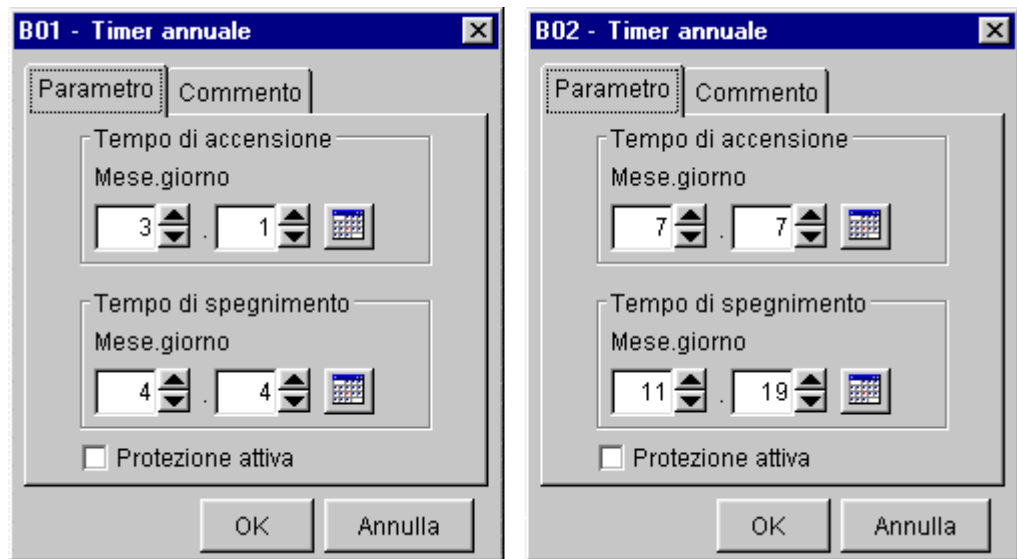 B01 - Timer annuale
Parametro
Commento
Tempo di accensione
Mese.giorno
3 . 1
Tempo di spegnimento
Mese.giorno
4 . 4
Protezione attiva
OK
Annulla
B02 - Timer annuale
Parametro
Commento
Tempo di accensione
Mese.giorno
7 . 7
Tempo di spegnimento
Mese.giorno
11 . 19
Protezione attiva
OK
Annulla